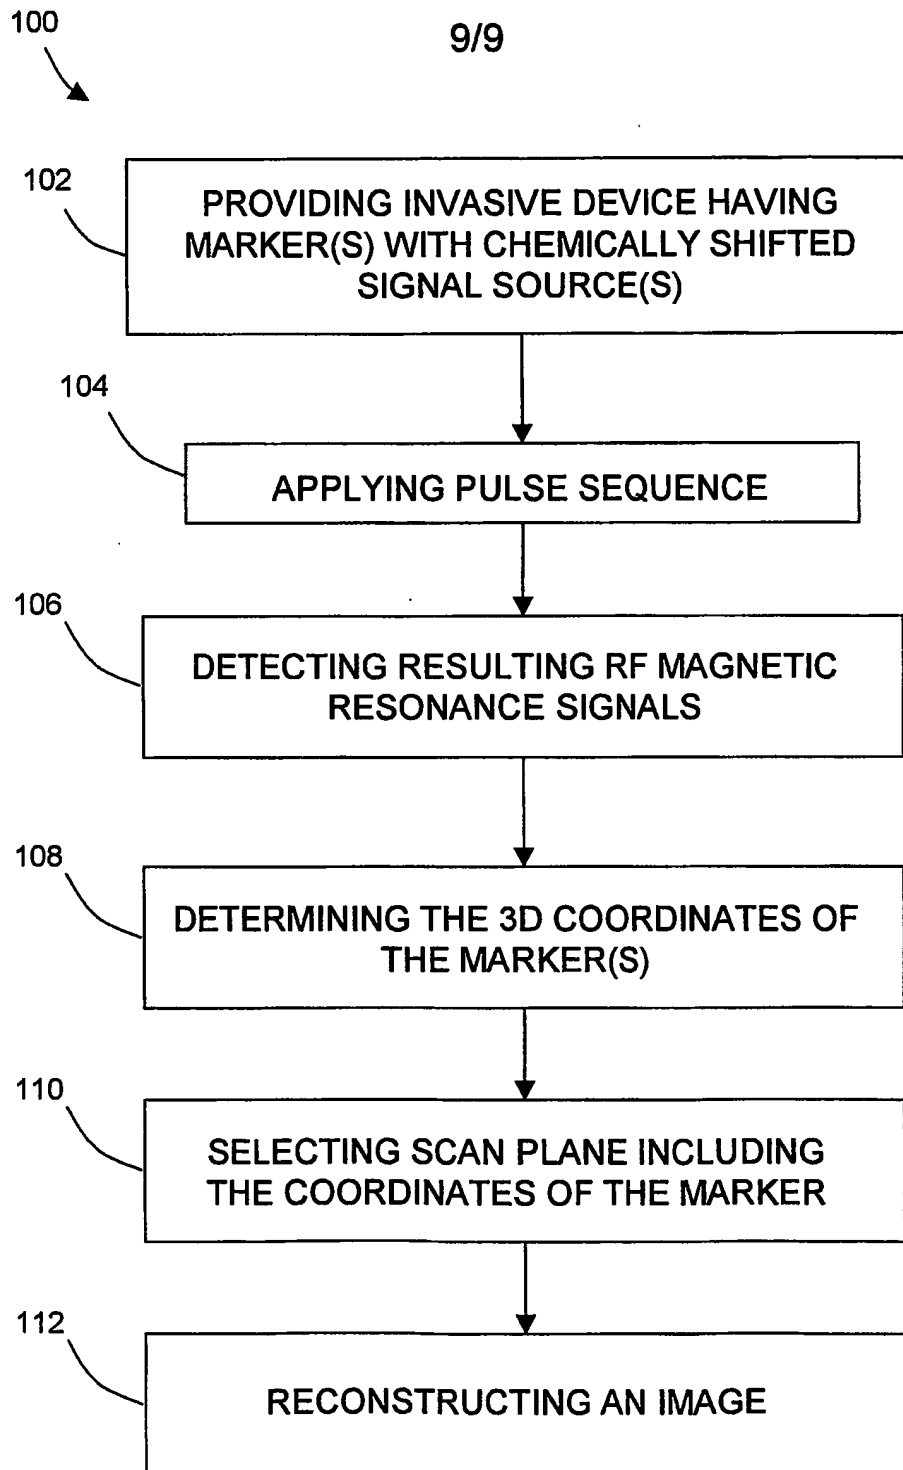 100
9/9
102
PROVIDING INVASIVE DEVICE HAVING
MARKER(S) WITH CHEMICALLY SHIFTED
SIGNAL SOURCE(S)
104
APPLYING PULSE SEQUENCE
106
DETECTING RESULTING RF MAGNETIC
RESONANCE SIGNALS
108
DETERMINING THE 3D COORDINATES OF
THE MARKER(S)
110
SELECTING SCAN PLANE INCLUDING
THE COORDINATES OF THE MARKER
112
RECONSTRUCTING AN IMAGE